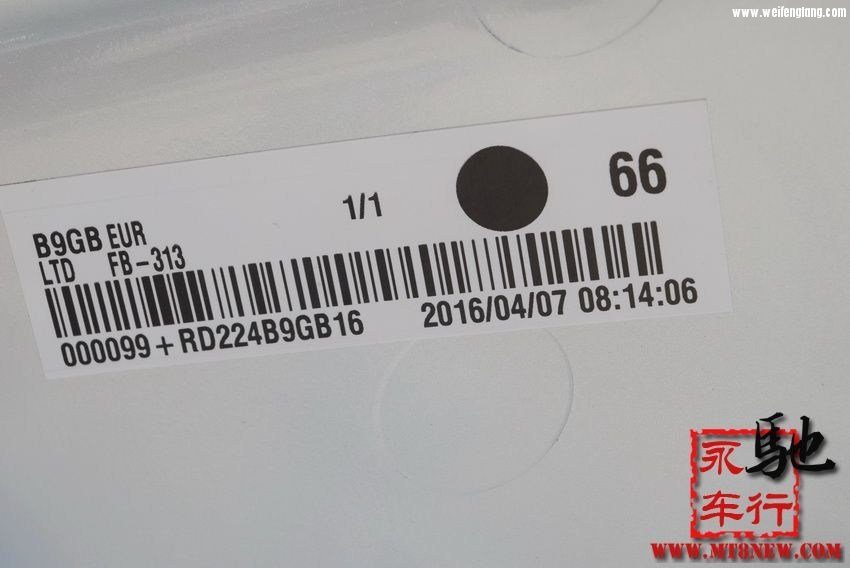 www.weifengtang.com
66
1/1
B9GB EUR
LTD FB-313
000099+RD224B9GB16 2016/04/07 08:14:06
永馳
车行
WWW.MT8NEW.COM